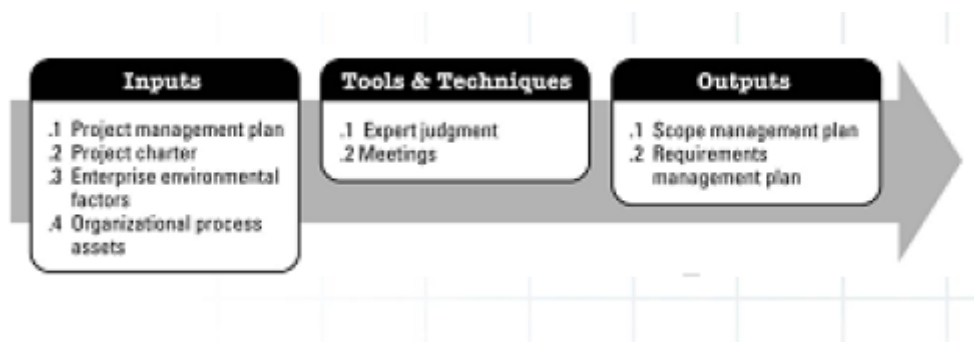 Inputs
.1 Project management plan
.2 Project charter
.3 Enterprise environmental
factors
.4 Organizational process
assets
Tools & Techniques
.1 Expert judgment
.2 Meetings
Outputs
.1 Scope management plan
.2 Requirements
management plan